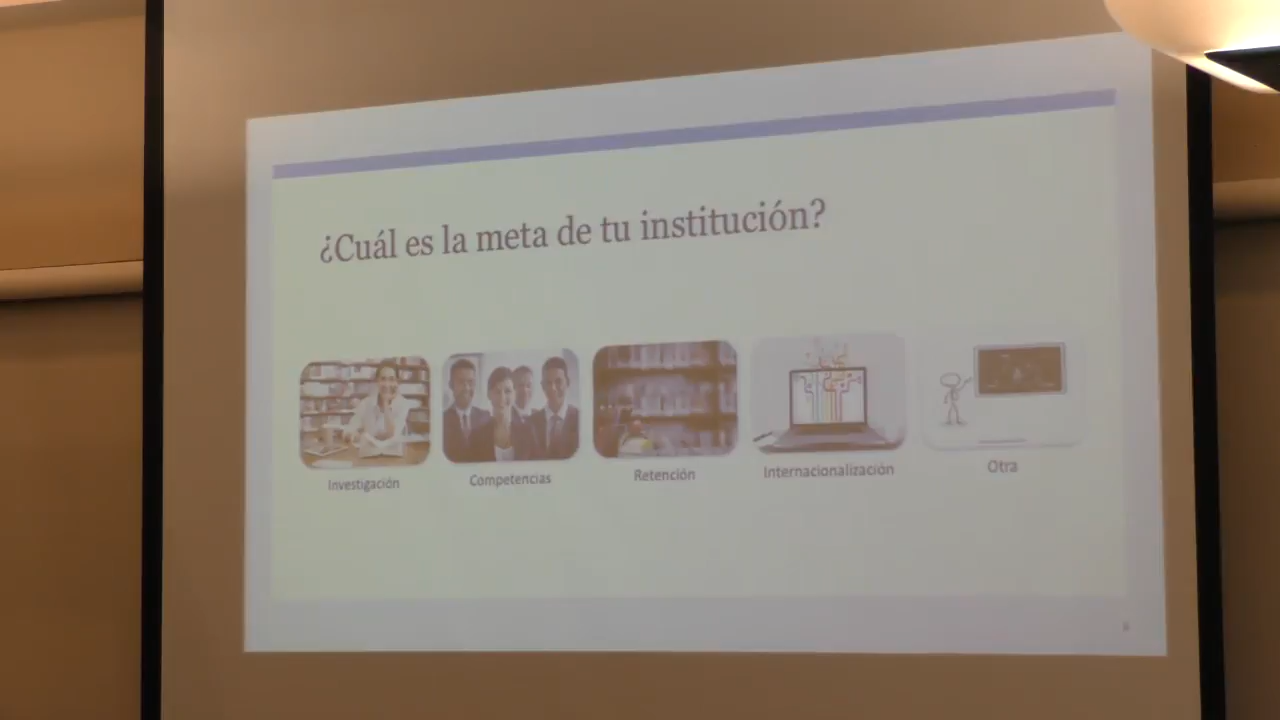 ¿Cuál es la meta de tu institución?
Investigación
Competencias
Retención
Internacionalización
Otra